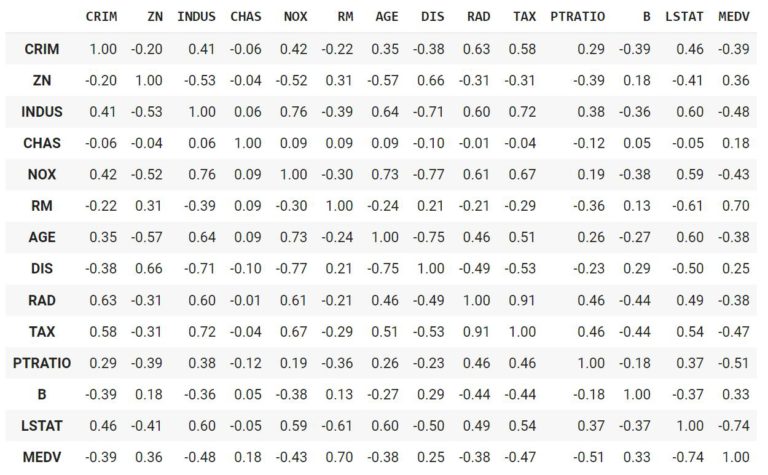 CRIM ZN INDUS CHAS NOX RM AGE DIS RAD TAX PTRATIO B LSTAT MEDV
CRIM 1.00 -0.20 0.41 -0.06 0.42 -0.22 0.35 -0.38 0.63 0.58 0.29 -0.39 0.46 -0.39
ZN -0.20 1.00 -0.53 -0.04 -0.52 0.31 -0.57 0.66 -0.31 -0.31 -0.39 0.18 -0.41 0.36
INDUS 0.41 -0.53 1.00 0.06 0.76 -0.39 0.64 -0.71 0.60 0.72 0.38 -0.36 0.60 -0.48
CHAS -0.06 -0.04 0.06 1.00 0.09 0.09 0.09 -0.10 -0.01 -0.04 -0.12 0.05 -0.05 0.18
NOX 0.42 -0.52 0.76 0.09 1.00 -0.30 0.73 -0.77 0.61 0.67 0.19 -0.38 0.59 -0.43
RM -0.22 0.31 -0.39 0.09 -0.30 1.00 -0.24 0.21 -0.21 -0.29 -0.36 0.13 -0.61 0.70
AGE 0.35 -0.57 0.64 0.09 0.73 -0.24 1.00 -0.75 0.46 0.51 0.26 -0.27 0.60 -0.38
DIS -0.38 0.66 -0.71 -0.10 -0.77 0.21 -0.75 1.00 -0.49 -0.53 -0.23 0.29 -0.50 0.25
RAD 0.63 -0.31 0.60 -0.01 0.61 -0.21 0.46 -0.49 1.00 0.91 0.46 -0.44 0.49 -0.38
TAX 0.58 -0.31 0.72 -0.04 0.67 -0.29 0.51 -0.53 0.91 1.00 0.46 -0.44 0.54 -0.47
PTRATIO 0.29 -0.39 0.38 -0.12 0.19 -0.36 0.26 -0.23 0.46 0.46 1.00 -0.18 0.37 -0.51
B -0.39 0.18 -0.36 0.05 -0.38 0.13 -0.27 0.29 -0.44 -0.44 -0.18 1.00 -0.37 0.33
LSTAT 0.46 -0.41 0.60 -0.05 0.59 -0.61 0.60 -0.50 0.49 0.54 0.37 -0.37 1.00 -0.74
MEDV -0.39 0.36 -0.48 0.18 -0.43 0.70 -0.38 0.25 -0.38 -0.47 -0.51 0.33 -0.74 1.00